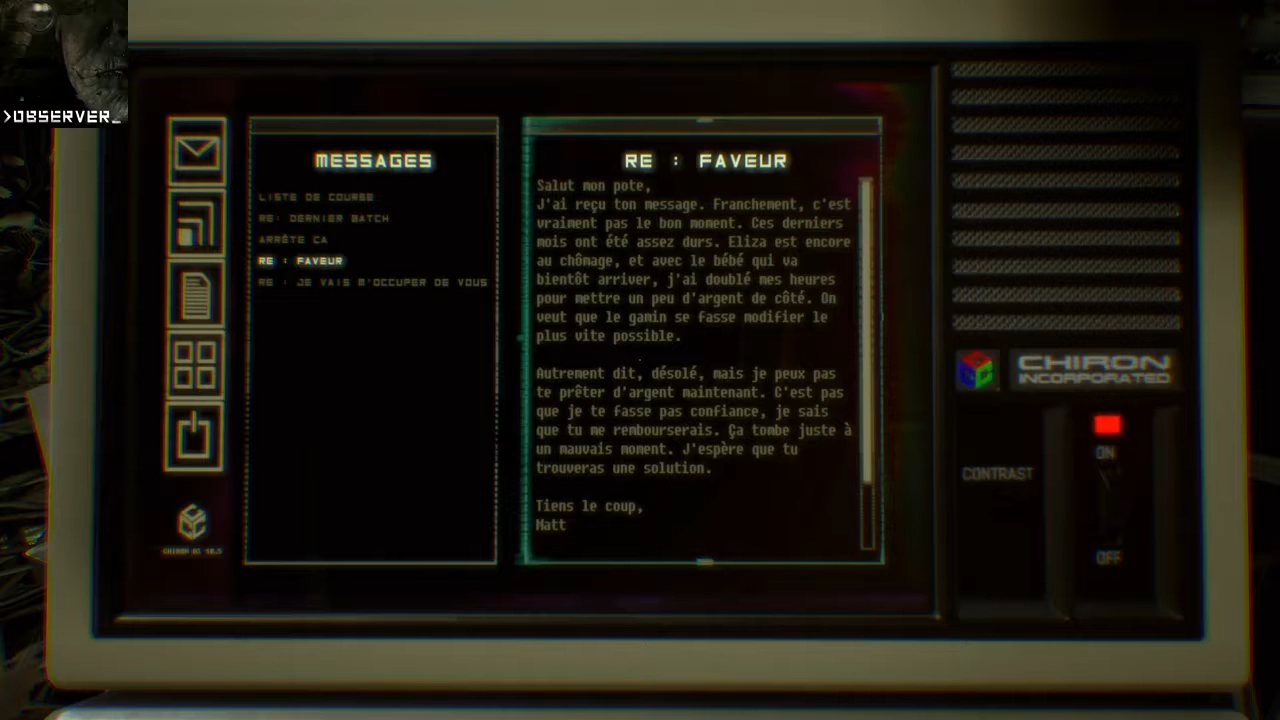 >OBSERVER_
MESSAGES
LISTE DE COURSE
RE: DERNIER BATCH
ARRÊTE ÇA
RE : FAVEUR
RE : JE VAIS M'OCCUPER DE VOUS
RE : FAVEUR
Salut mon pote,
J'ai reçu ton message. Franchement, c'est
vraiment pas le bon moment. Ces derniers
mois ont été assez durs. Eliza est encore
au chômage, et avec le bébé qui va
bientôt arriver, j'ai doublé mes heures
pour mettre un peu d'argent de côté. On
veut que le gamin se fasse modifier le
plus vite possible.
Autrement dit, désolé, mais je peux pas
te prêter d'argent maintenant. C'est pas
que je te fasse pas confiance, je sais
que tu me rembourserais. Ça tombe juste à
un mauvais moment. J'espère que tu
trouveras une solution.
Tiens le coup,
Matt
CHIRON
INCORPORATED
ON
CONTRAST
OFF